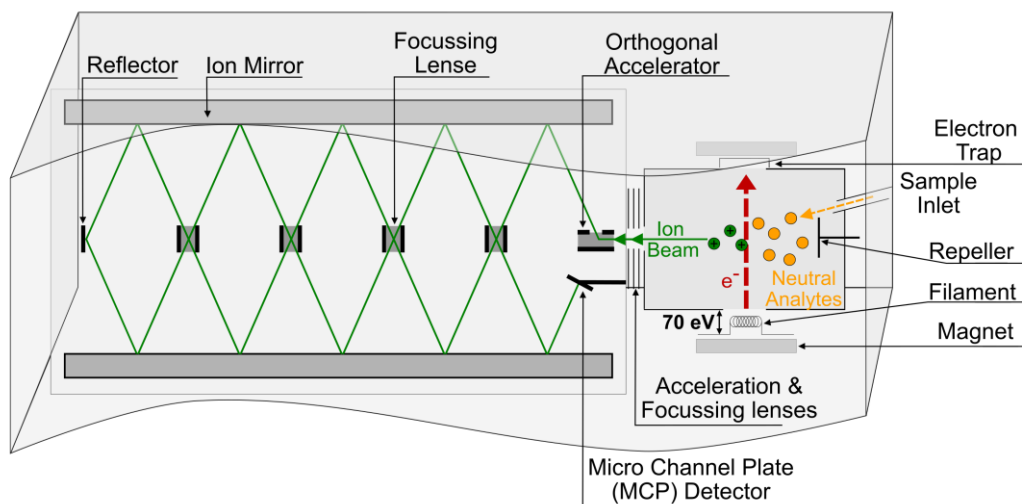 Reflector
Ion Mirror
Focussing
Lense
Orthogonal
Accelerator
Electron
Trap
Sample
Inlet
Ion
Beam
e-
Neutral
Analytes
Repeller
Filament
70 eV
Magnet
Acceleration &
Focussing lenses
Micro Channel Plate
(MCP) Detector
+
+
+